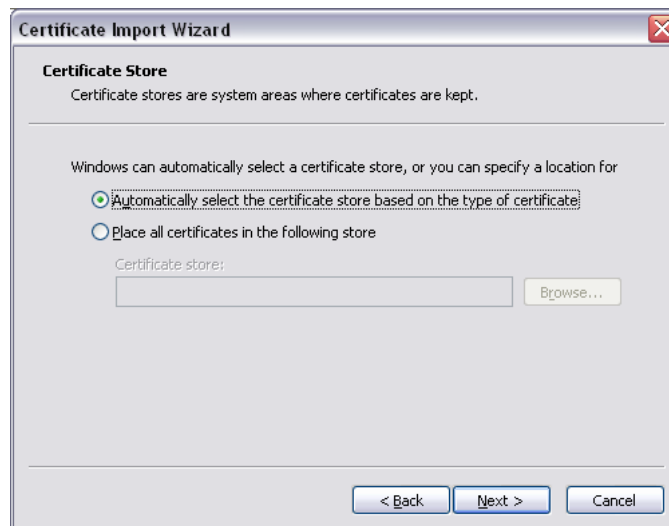 Certificate Import Wizard
Certificate Store
Certificate stores are system areas where certificates are kept.
Windows can automatically select a certificate store, or you can specify a location for
Automatically select the certificate store based on the type of certificate
Place all certificates in the following store
Certificate store:
Browse...
< Back Next > Cancel